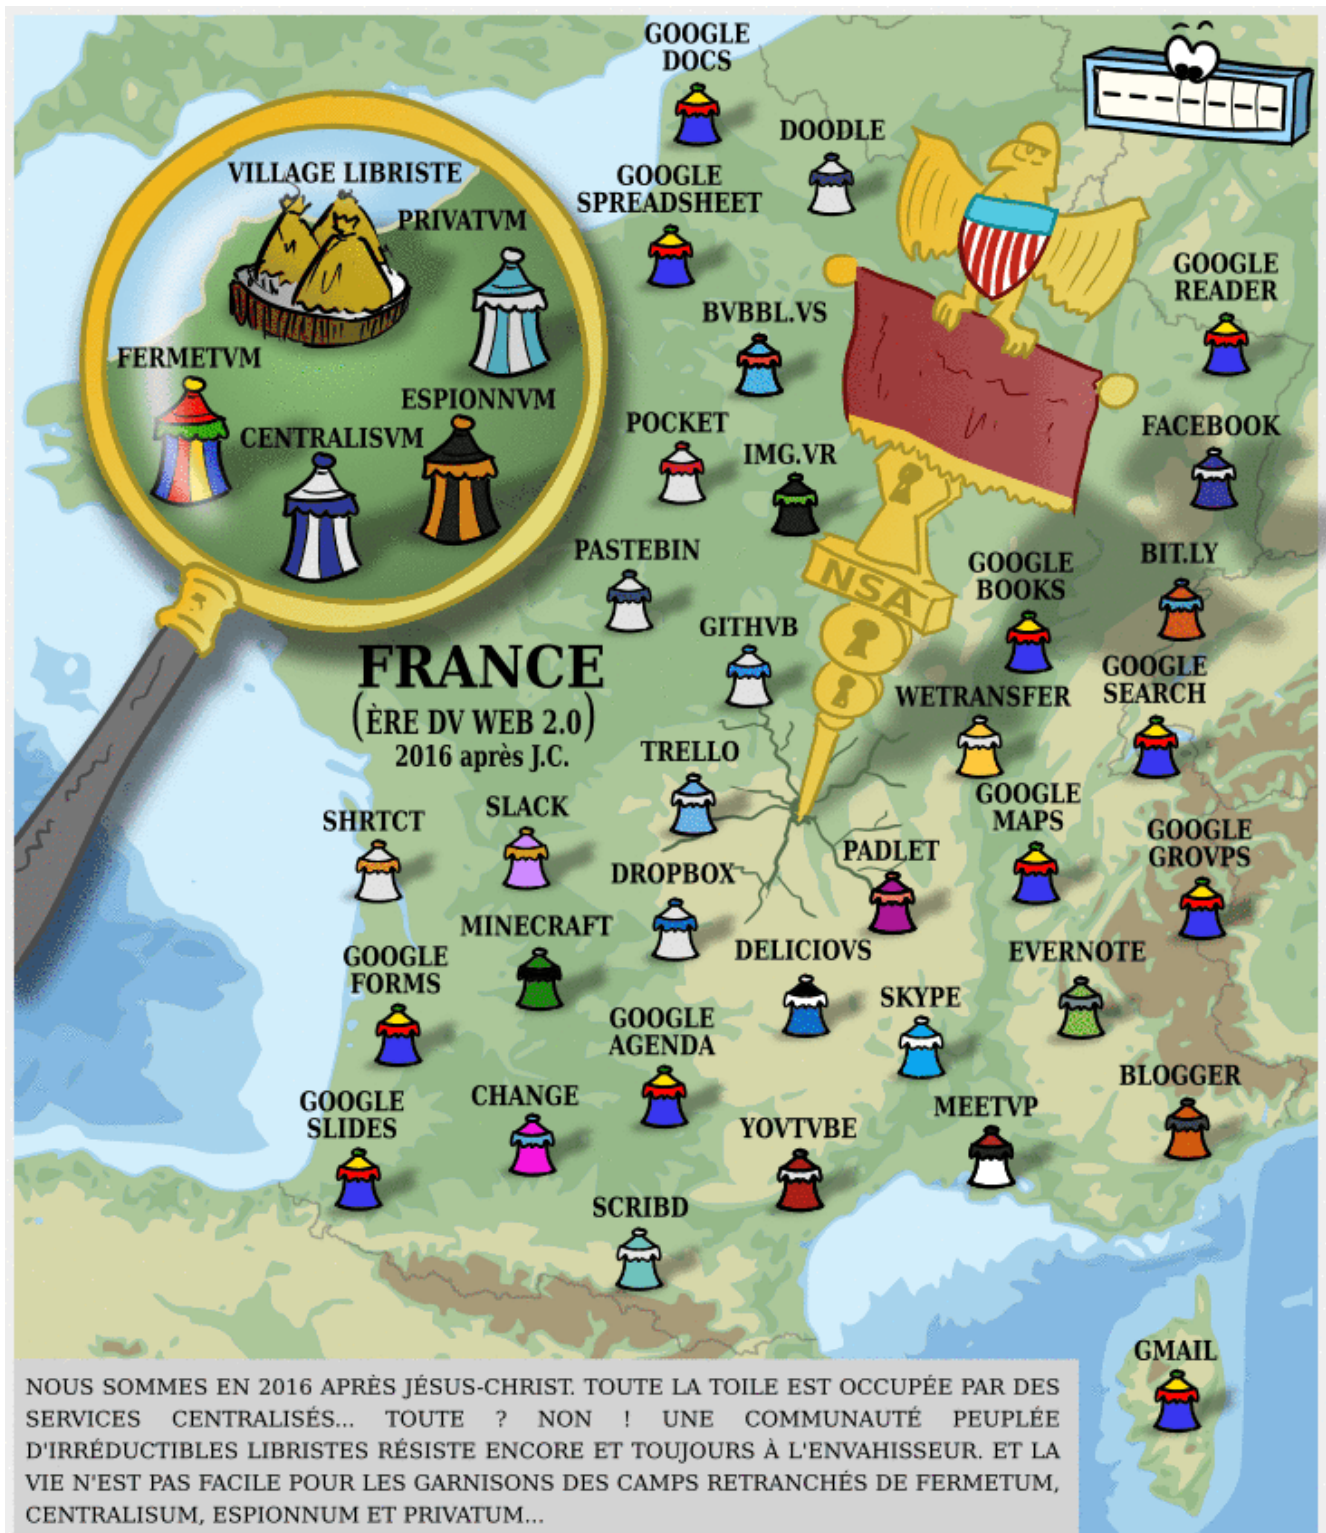 GOOGLE
DOCS
DOODLE
VILLAGE LIBRISTE
GOOGLE
SPREADSHEET
PRIVATVM
GOOGLE
READER
BVBBL.VS
FERMETVM
ESPIONNVM
CENTRALISVM
POCKET
FACEBOOK
IMG.VR
PASTEBIN
GOOGLE
BOOKS
BIT.LY
NSA
GITHVB
FRANCE
(ÈRE DV WEB 2.0)
2016 après J.C.
GOOGLE
SEARCH
WETRANSFER
TRELLO
SHRTCT
SLACK
GOOGLE
MAPS
GOOGLE
GROVPS
PADLET
DROPBOX
MINECRAFT
DELICIOVS
EVERNOTE
GOOGLE
FORMS
SKYPE
GOOGLE
AGENDA
BLOGGER
CHANGE
MEETVP
GOOGLE
SLIDES
YOVTVBE
SCRIBD
GMAIL
NOUS SOMMES EN 2016 APRÈS JÉSUS-CHRIST. TOUTE LA TOILE EST OCCUPÉE PAR DES
SERVICES CENTRALISÉS... TOUTE ? NON ! UNE COMMUNAUTÉ PEUPLÉE
D'IRRÉDUCTIBLES LIBRISTES RÉSISTE ENCORE ET TOUJOURS À L'ENVAHISSEUR. ET LA
VIE N'EST PAS FACILE POUR LES GARNISONS DES CAMPS RETRANCHÉS DE FERMETUM,
CENTRALISUM, ESPIONNUM ET PRIVATUM...